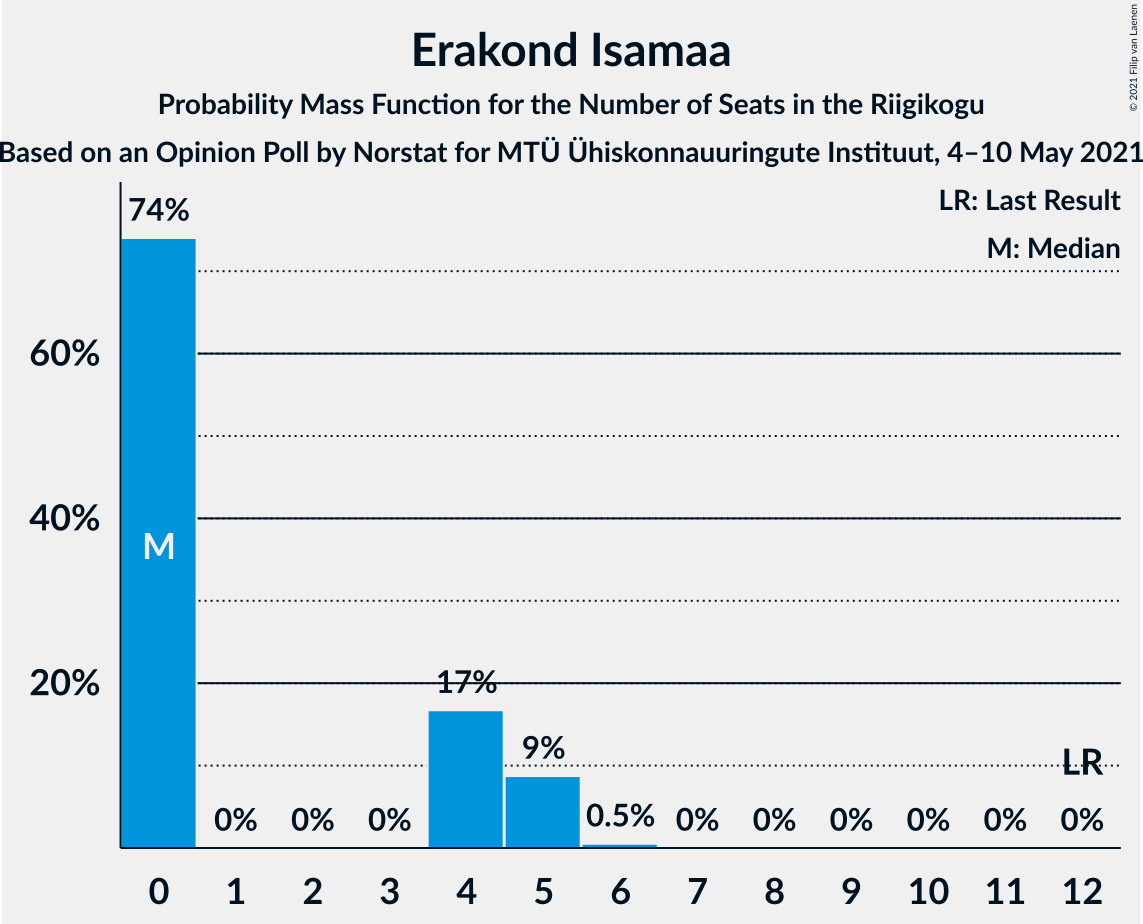 Erakond Isamaa
Probability Mass Function for the Number of Seats in the Riigikogu
Based on an Opinion Poll by Norstat for MTÜ Ühiskonnauuringute Instituut, 4–10 May 2021
© 2021 Filip van Laenen
LR: Last Result
M: Median
74%
60%
40%
M
20%
17%
9%
LR
0% 0% 0% 0.5% 0% 0% 0% 0% 0% 0%
0 1 2 3 4 5 6 7 8 9 10 11 12